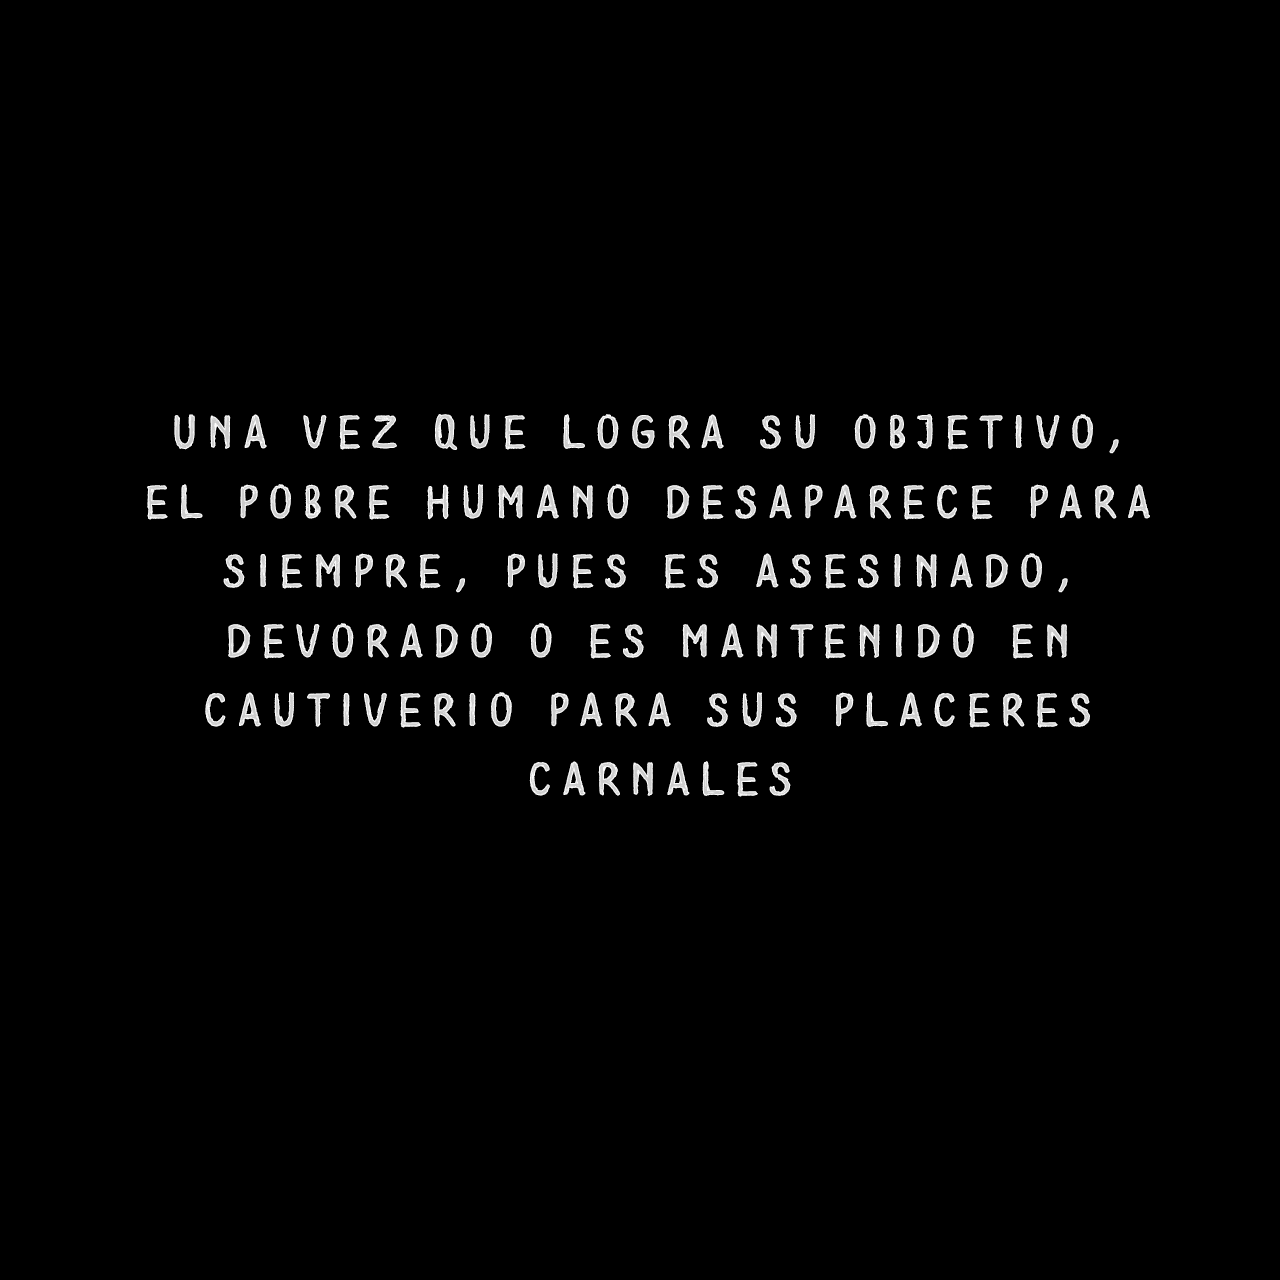 UNA VEZ QUE LOGRA SU OBJETIVO,
EL POBRE HUMANO DESAPARECE PARA
SIEMPRE, PUES ES ASESINADO,
DEVORADO O ES MANTENIDO EN
CAUTIVERIO PARA SUS PLACERES
CARNALES